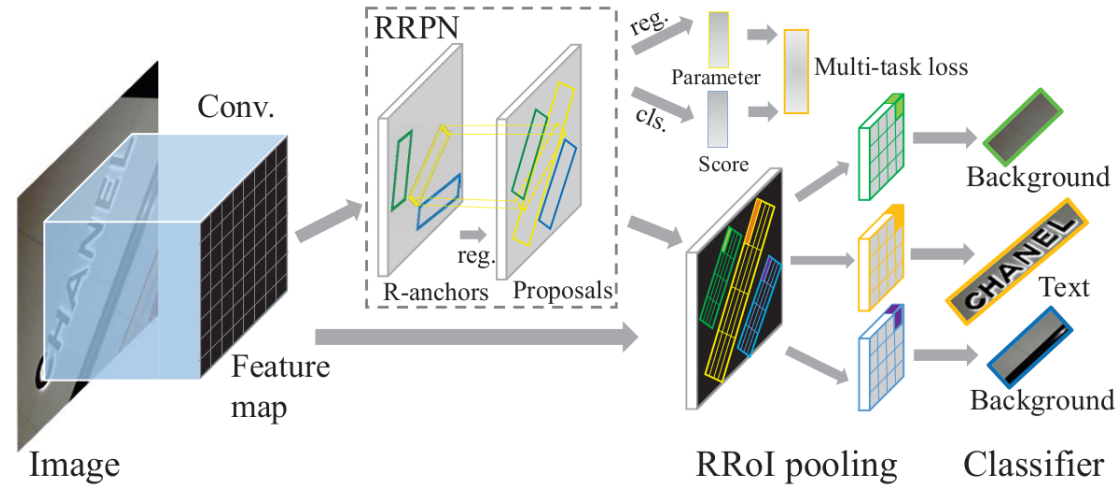 RRPN
reg.
cls.
Parameter
Score
Multi-task loss
Conv.
CHANEL
R-anchors
reg.
Proposals
Feature
map
Image
RRoI pooling
Background
CHANEL
Text
Background
Classifier